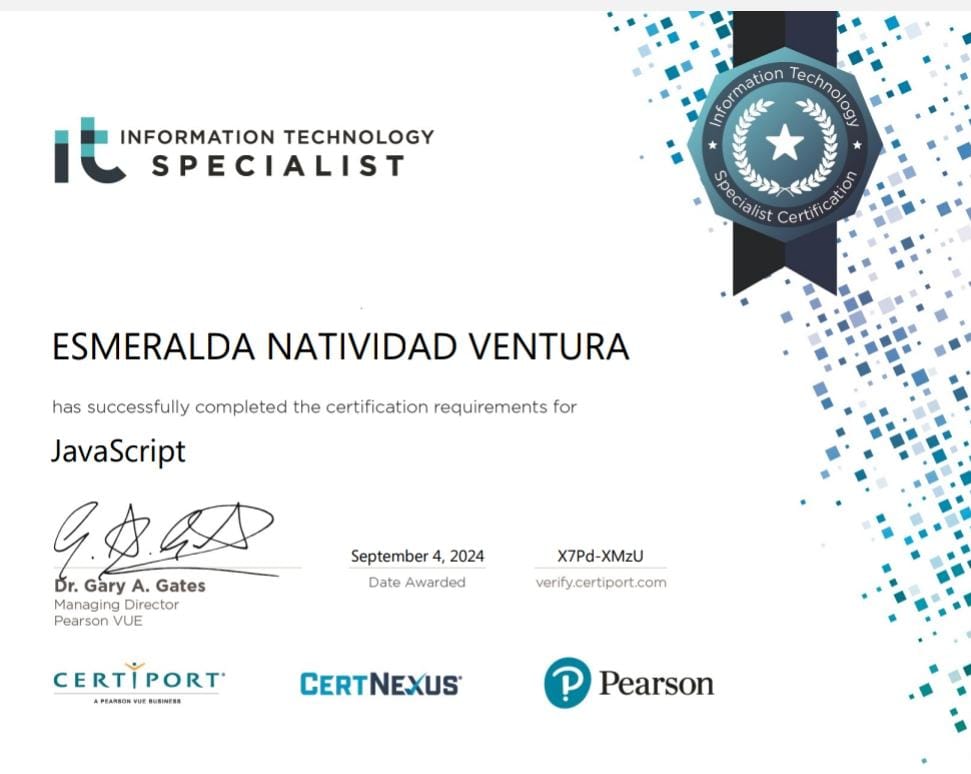 it INFORMATION TECHNOLOGY
SPECIALIST
Information Technology
Specialist Certification
ESMERALDA NATIVIDAD VENTURA
has successfully completed the certification requirements for
JavaScript
Dr. Gary A. Gates
Managing Director
Pearson VUE
September 4, 2024
Date Awarded
X7Pd-XMzU
verify.certiport.com
CERTIPORT
A PEARSON VUE BUSINESS
CERTNEXUS
P Pearson